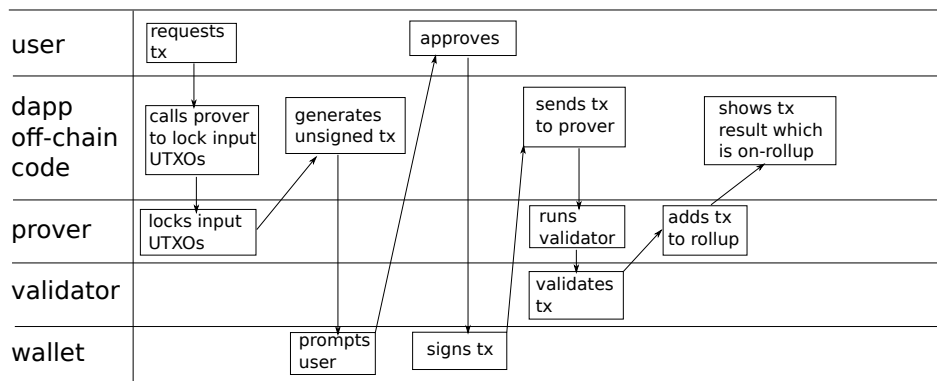 user
requests
tx
approves
dapp
off-chain
code
calls prover
to lock input
UTXOs
generates
unsigned tx
sends tx
to prover
shows tx
result which
is on-rollup
prover
locks input
UTXOs
runs
validator
adds tx
to rollup
validator
validates
tx
wallet
prompts
user
signs tx